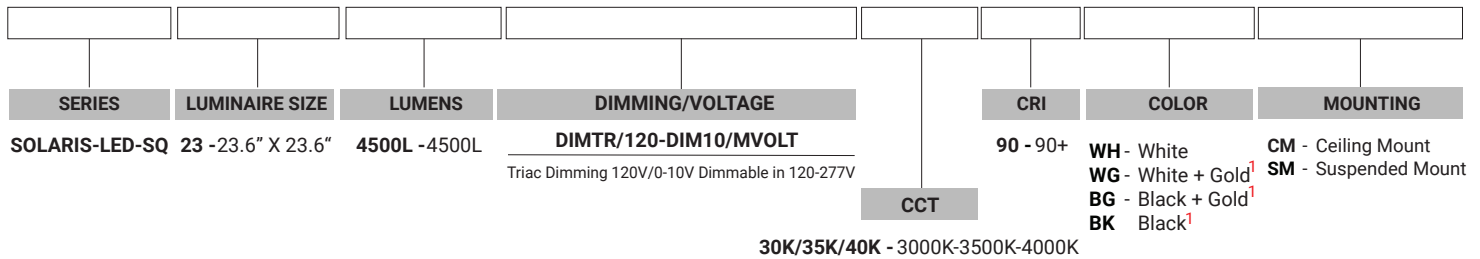 SERIES LUMINAIRE SIZE LUMENS DIMMING/VOLTAGE CRI COLOR MOUNTING
SOLARIS-LED-SQ 23 -23.6” X 23.6“ 4500L -4500L DIMTR/120-DIM10/MVOLT 90 - 90+
Triac Dimming 120V/0-10V Dimmable in 120-277V
WH - White
WG - White + Gold1
BG - Black + Gold1
BK Black1
CM - Ceiling Mount
SM - Suspended Mount
CCT
30K/35K/40K - 3000K-3500K-4000K